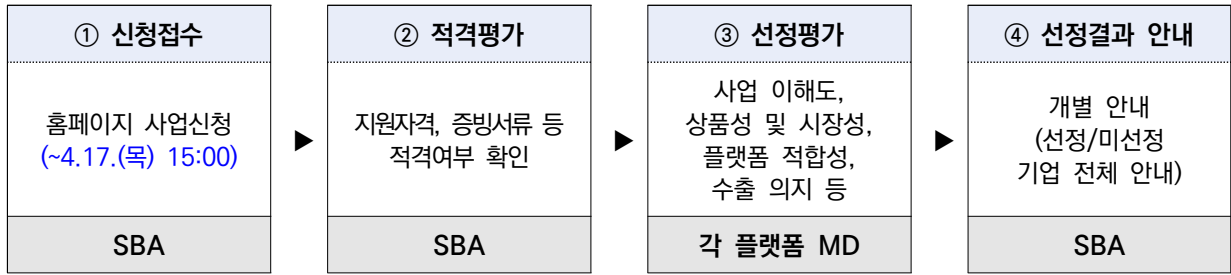 ① 신청접수
홈페이지 사업신청
(~4.17.(목) 15:00)
SBA
▶
② 적격평가
지원자격, 증빙서류 등
적격여부 확인
SBA
▶
③ 선정평가
사업 이해도,
상품성 및 시장성,
플랫폼 적합성,
수출 의지 등
각 플랫폼 MD
▶
④ 선정결과 안내
개별 안내
(선정/미선정
기업 전체 안내)
SBA